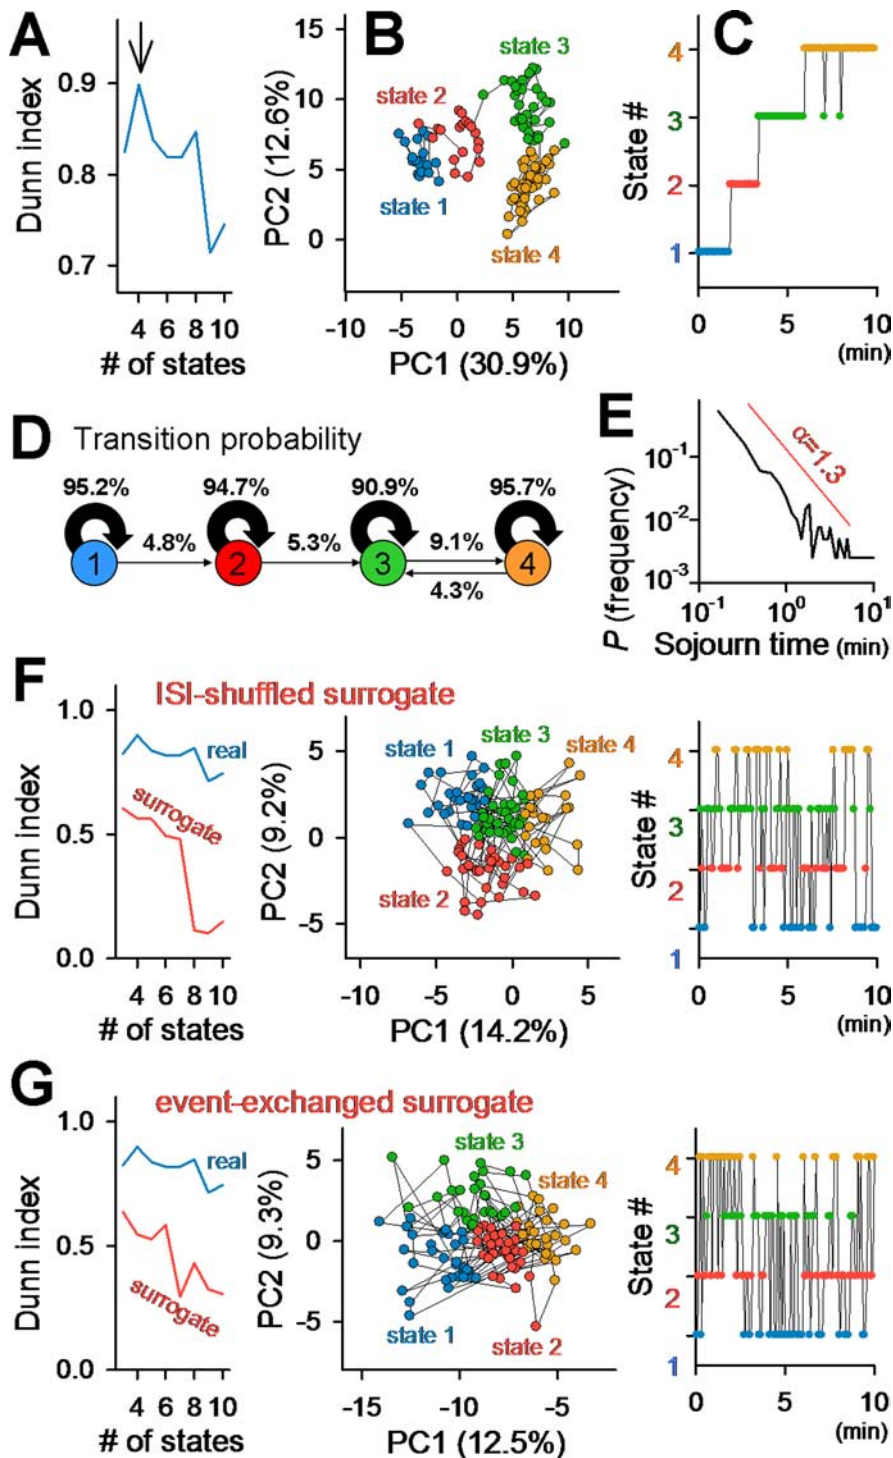 A
Dunn index
0.9
0.8
0.7
4 6 8 10
# of states
B
PC2 (12.6%)
15
10
5
0
state 3
state 2
state 1
state 4
-10 -5 0 5 10
PC1 (30.9%)
C
State #
4
3
2
1
0 5 10
(min)
D Transition probability
95.2% 94.7% 90.9% 95.7%
4.8% 5.3% 9.1%
1 2 3 4
4.3%
E
P (frequency)
10-1
10-2
10-3
α=1.3
10-1 100 101
Sojourn time (min)
F
ISI-shuffled surrogate
Dunn index
1.0
0.5
0.0
real
surrogate
4 6 8 10
# of states
PC2 (9.2%)
5
0
-5
state 1
state 3
state 4
state 2
-10 -5 0 5
PC1 (14.2%)
State #
4
3
2
1
0 5 10
(min)
G
event-exchanged surrogate
Dunn index
1.0
0.5
0.0
real
surrogate
4 6 8 10
# of states
PC2 (9.3%)
5
0
-5
state 3
state 4
state 1
state 2
-15 -10 -5
PC1 (12.5%)
State #
4
3
2
1
0 5 10
(min)